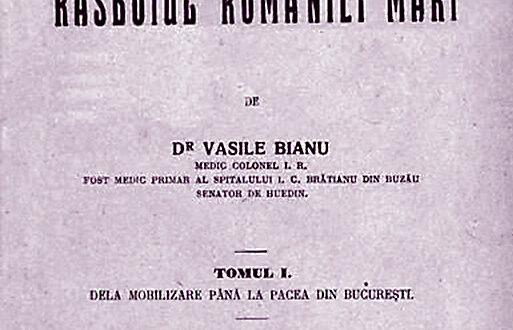 RĂSBOIUL ROMÂNIEI MARI
DE
DR VASILE BIANU
MEDIC COLONEL I. R.
FOST MEDIC PRIMAR AL SPITALULUI I. C. BRĂTIANU DIN BUZĂU
SENATOR DE HUEDIN.
TOMUL I.
DELA MOBILIZARE PÂNĂ LA PACEA DIN BUCUREȘTI.